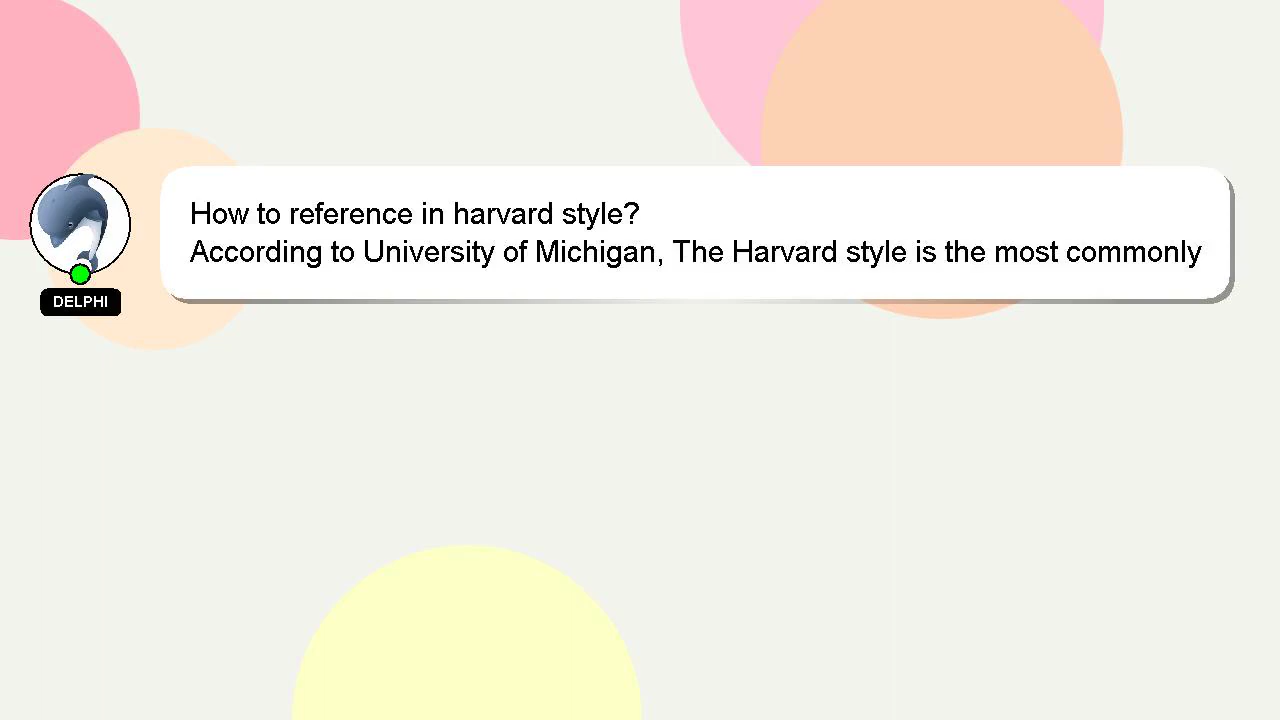 How to reference in harvard style?
According to University of Michigan, The Harvard style is the most commonly
DELPHI